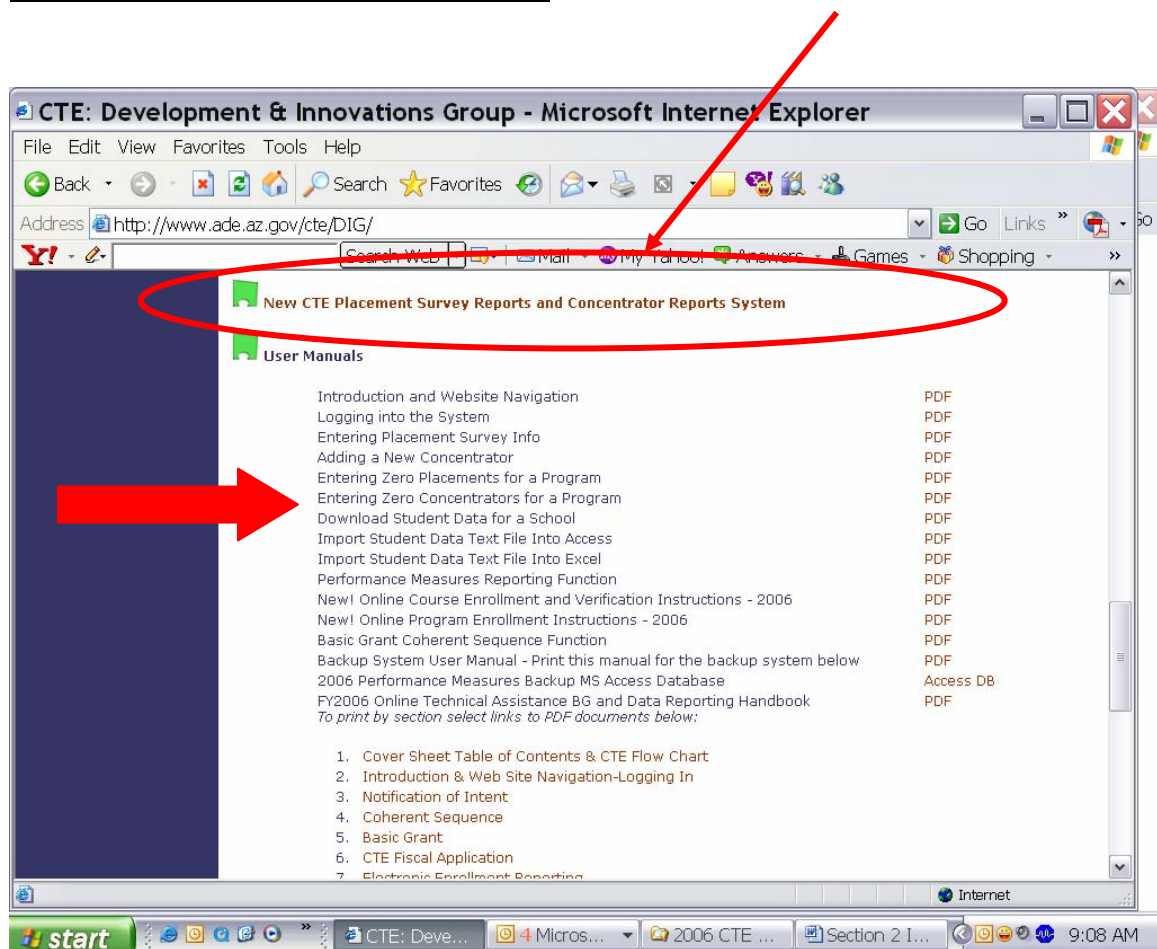 CTE: Development & Innovations Group - Microsoft Internet Explorer
File Edit View Favorites Tools Help
Back Search Favorites
Address http://www.ade.az.gov/cte/DIG/ Go Links »
Y! Search Web Mail My Yahoo! Answers Games Shopping »
New CTE Placement Survey Reports and Concentrator Reports System
User Manuals
Introduction and Website Navigation PDF
Logging into the System PDF
Entering Placement Survey Info PDF
Adding a New Concentrator PDF
Entering Zero Placements for a Program PDF
Entering Zero Concentrators for a Program PDF
Download Student Data for a School PDF
Import Student Data Text File Into Access PDF
Import Student Data Text File Into Excel PDF
Performance Measures Reporting Function PDF
New! Online Course Enrollment and Verification Instructions - 2006 PDF
New! Online Program Enrollment Instructions - 2006 PDF
Basic Grant Coherent Sequence Function PDF
Backup System User Manual - Print this manual for the backup system below PDF
2006 Performance Measures Backup MS Access Database Access DB
FY2006 Online Technical Assistance BG and Data Reporting Handbook PDF
To print by section select links to PDF documents below:
1. Cover Sheet Table of Contents & CTE Flow Chart
2. Introduction & Web Site Navigation-Logging In
3. Notification of Intent
4. Coherent Sequence
5. Basic Grant
6. CTE Fiscal Application
7. Electronic Enrollment Reporting
Internet
start » CTE: Deve... 4 Micros... 2006 CTE ... Section 2 I... 9:08 AM